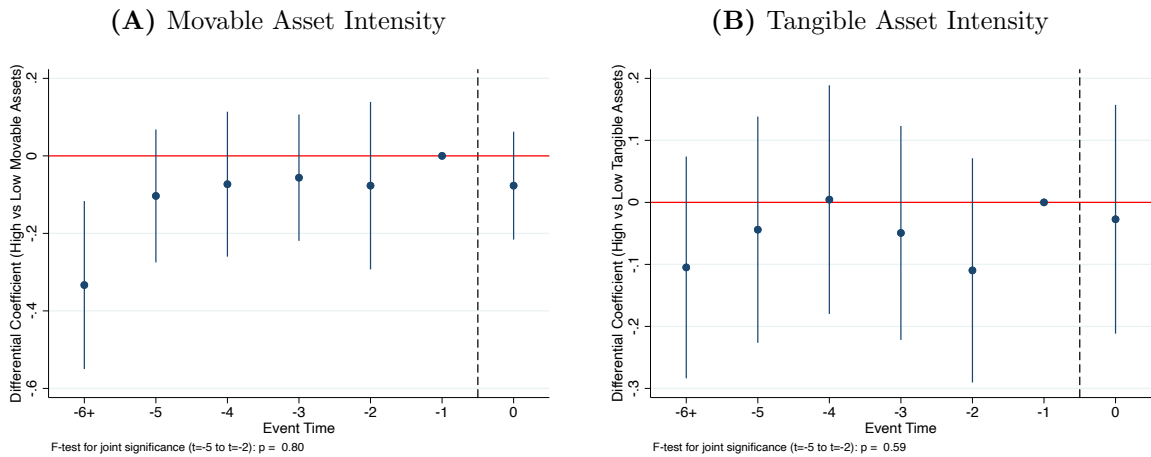 (A) Movable Asset Intensity
Differential Coefficient (High vs Low Movable Assets)
.2
0
-.2
-.4
-.6
-6+ -5 -4 -3 -2 -1 0
Event Time
F-test for joint significance (t=-5 to t=-2): p = 0.80
(B) Tangible Asset Intensity
Differential Coefficient (High vs Low Tangible Assets)
.2
.1
0
-.1
-.2
-.3
-6+ -5 -4 -3 -2 -1 0
Event Time
F-test for joint significance (t=-5 to t=-2): p = 0.59